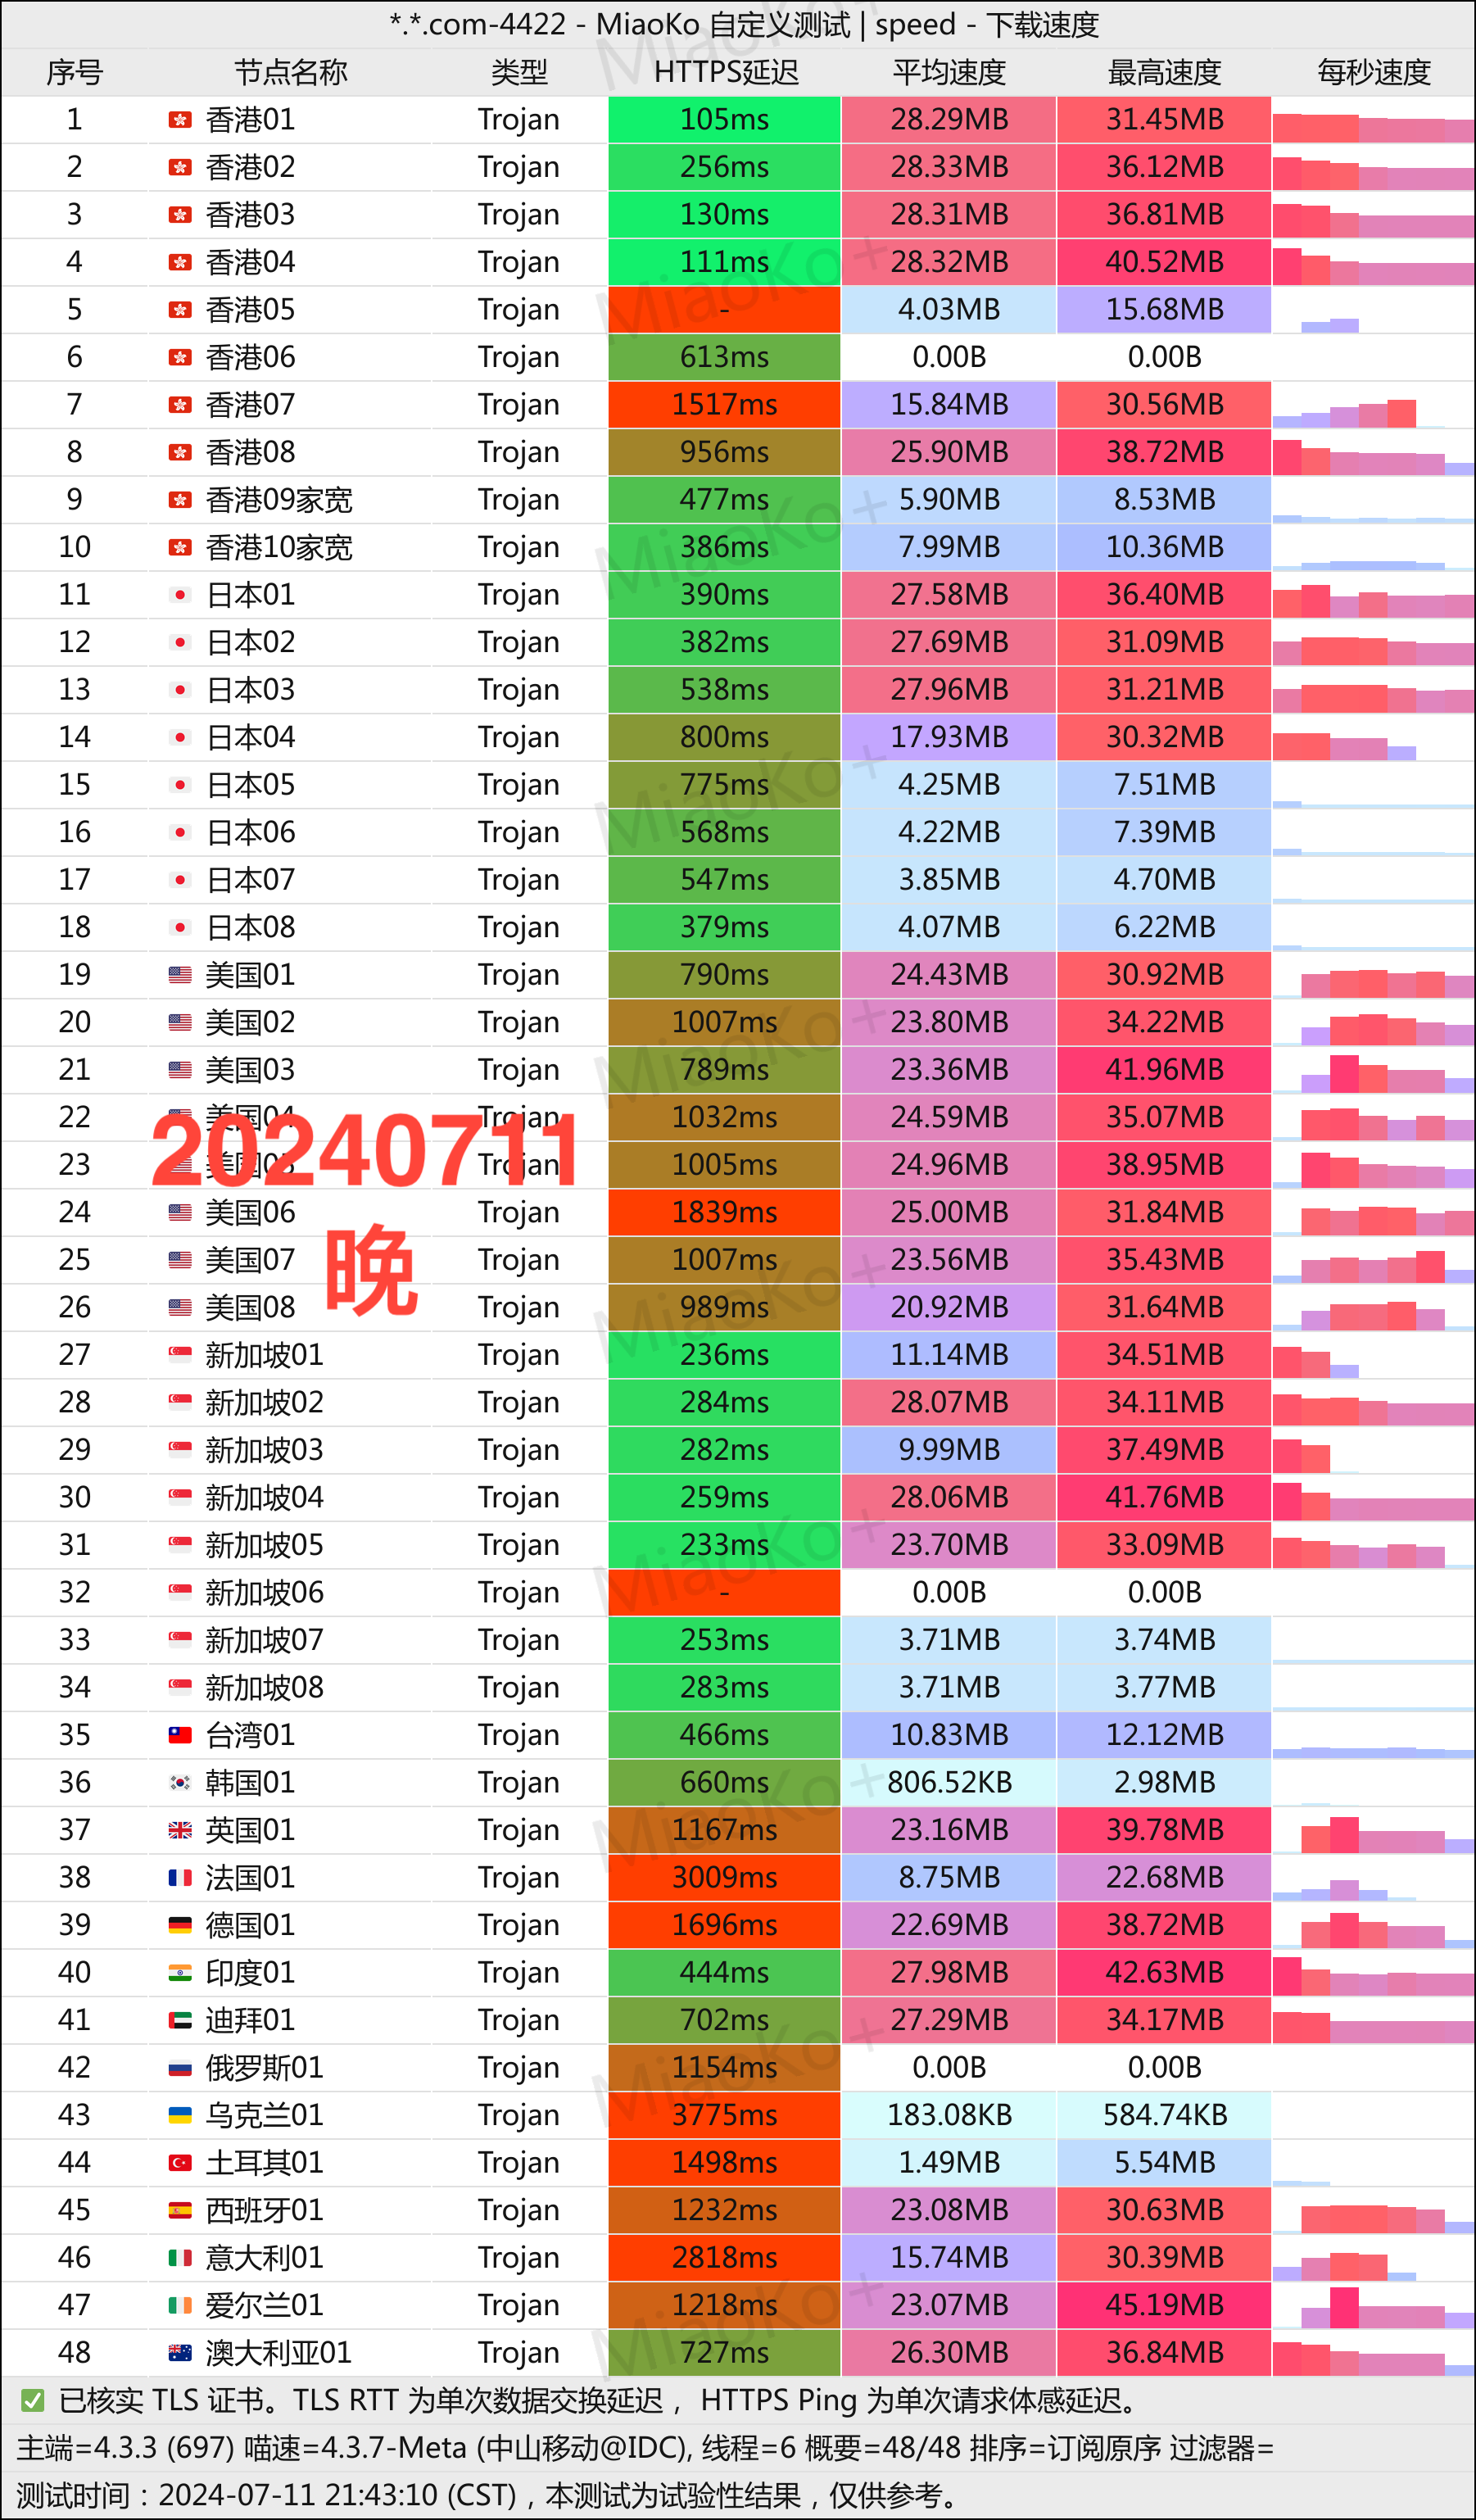 *.*.com-4422 - MiaoKo 自定义测试 | speed - 下载速度
序号 节点名称 类型 HTTPS延迟 平均速度 最高速度 每秒速度
1 香港01 Trojan 105ms 28.29MB 31.45MB
2 香港02 Trojan 256ms 28.33MB 36.12MB
3 香港03 Trojan 130ms 28.31MB 36.81MB
4 香港04 Trojan 111ms 28.32MB 40.52MB
5 香港05 Trojan - 4.03MB 15.68MB
6 香港06 Trojan 613ms 0.00B 0.00B
7 香港07 Trojan 1517ms 15.84MB 30.56MB
8 香港08 Trojan 956ms 25.90MB 38.72MB
9 香港09家宽 Trojan 477ms 5.90MB 8.53MB
10 香港10家宽 Trojan 386ms 7.99MB 10.36MB
11 日本01 Trojan 390ms 27.58MB 36.40MB
12 日本02 Trojan 382ms 27.69MB 31.09MB
13 日本03 Trojan 538ms 27.96MB 31.21MB
14 日本04 Trojan 800ms 17.93MB 30.32MB
15 日本05 Trojan 775ms 4.25MB 7.51MB
16 日本06 Trojan 568ms 4.22MB 7.39MB
17 日本07 Trojan 547ms 3.85MB 4.70MB
18 日本08 Trojan 379ms 4.07MB 6.22MB
19 美国01 Trojan 790ms 24.43MB 30.92MB
20 美国02 Trojan 1007ms 23.80MB 34.22MB
21 美国03 Trojan 789ms 23.36MB 41.96MB
22 美国04 Trojan 1032ms 24.59MB 35.07MB
20240711
23 美国05 Trojan 1005ms 24.96MB 38.95MB
24 美国06 Trojan 1839ms 25.00MB 31.84MB
25 美国07 Trojan 1007ms 23.56MB 35.43MB
晚
26 美国08 Trojan 989ms 20.92MB 31.64MB
27 新加坡01 Trojan 236ms 11.14MB 34.51MB
28 新加坡02 Trojan 284ms 28.07MB 34.11MB
29 新加坡03 Trojan 282ms 9.99MB 37.49MB
30 新加坡04 Trojan 259ms 28.06MB 41.76MB
31 新加坡05 Trojan 233ms 23.70MB 33.09MB
32 新加坡06 Trojan - 0.00B 0.00B
33 新加坡07 Trojan 253ms 3.71MB 3.74MB
34 新加坡08 Trojan 283ms 3.71MB 3.77MB
35 台湾01 Trojan 466ms 10.83MB 12.12MB
36 韩国01 Trojan 660ms 806.52KB 2.98MB
37 英国01 Trojan 1167ms 23.16MB 39.78MB
38 法国01 Trojan 3009ms 8.75MB 22.68MB
39 德国01 Trojan 1696ms 22.69MB 38.72MB
40 印度01 Trojan 444ms 27.98MB 42.63MB
41 迪拜01 Trojan 702ms 27.29MB 34.17MB
42 俄罗斯01 Trojan 1154ms 0.00B 0.00B
43 乌克兰01 Trojan 3775ms 183.08KB 584.74KB
44 土耳其01 Trojan 1498ms 1.49MB 5.54MB
45 西班牙01 Trojan 1232ms 23.08MB 30.63MB
46 意大利01 Trojan 2818ms 15.74MB 30.39MB
47 爱尔兰01 Trojan 1218ms 23.07MB 45.19MB
48 澳大利亚01 Trojan 727ms 26.30MB 36.84MB
✅ 已核实 TLS 证书。TLS RTT 为单次数据交换延迟， HTTPS Ping 为单次请求体感延迟。
主端=4.3.3 (697) 喵速=4.3.7-Meta (中山移动@IDC), 线程=6 概要=48/48 排序=订阅原序 过滤器=
测试时间：2024-07-11 21:43:10 (CST)，本测试为试验性结果，仅供参考。
MiaoKo+
MiaoKo+
MiaoKo+
MiaoKo+
MiaoKo+
MiaoKo+
MiaoKo+
MiaoKo+
MiaoKo+
MiaoKo+